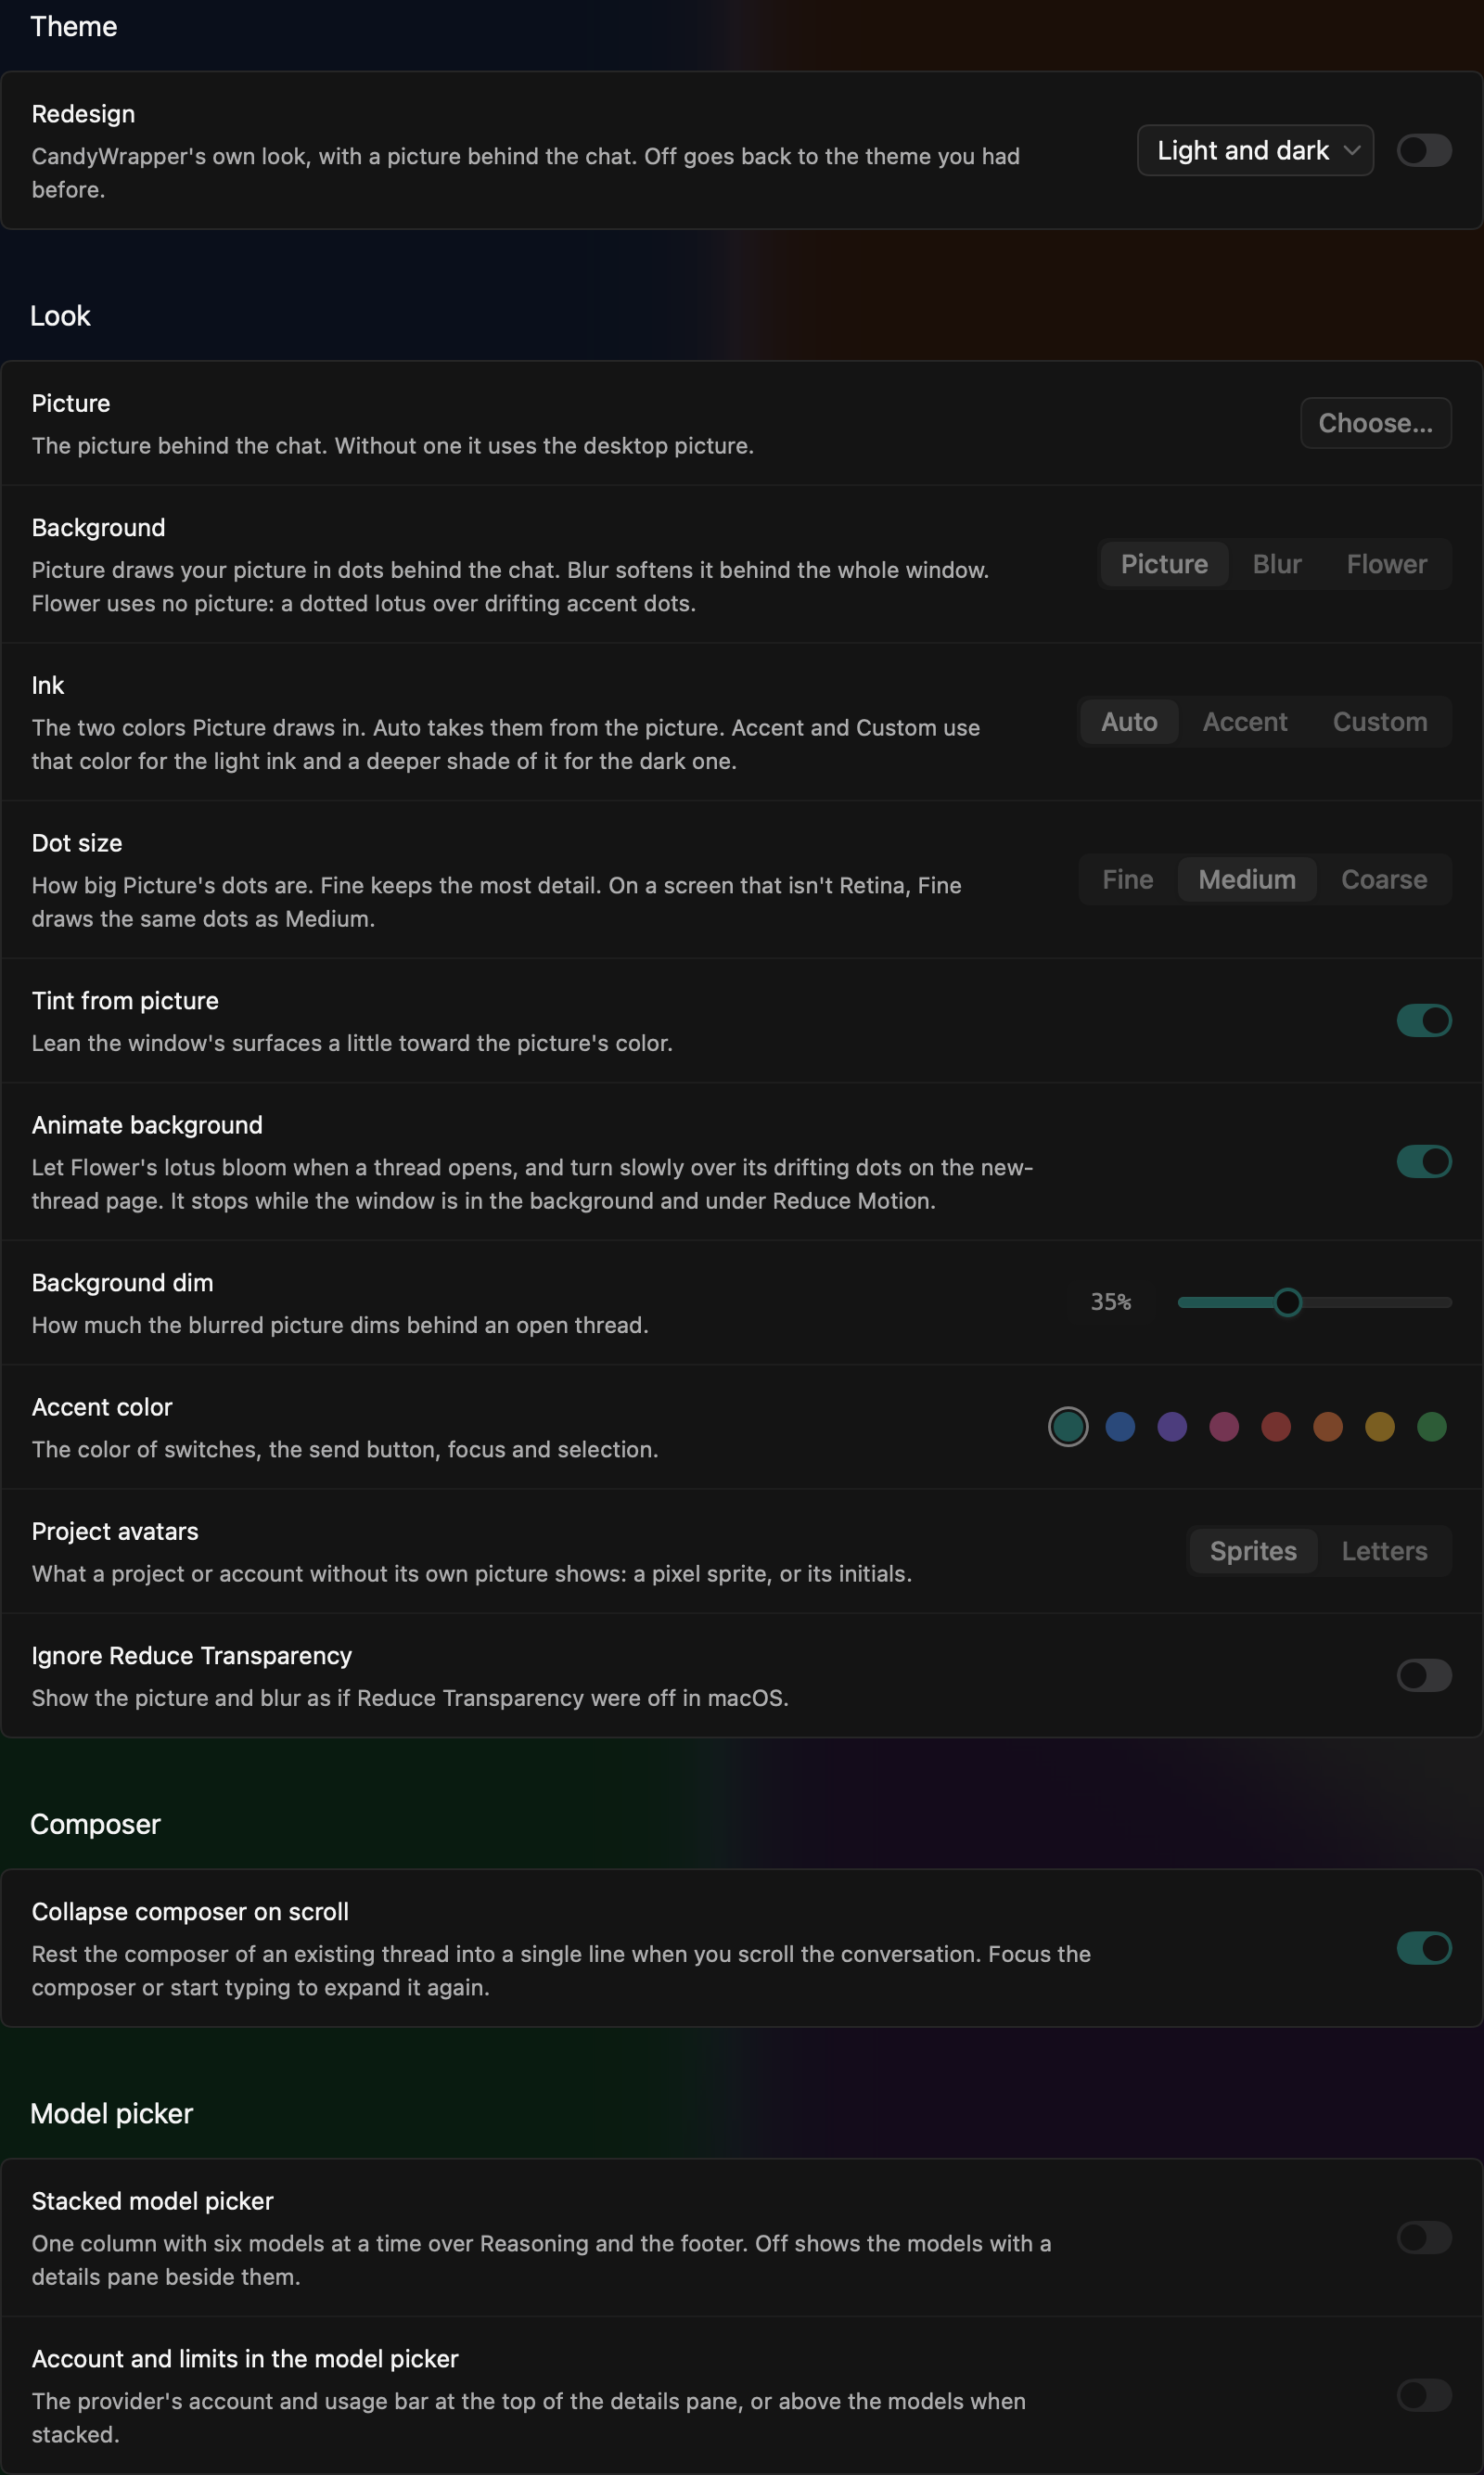 Theme
Redesign
CandyWrapper's own look, with a picture behind the chat. Off goes back to the theme you had
before.
Light and dark
Look
Picture
The picture behind the chat. Without one it uses the desktop picture.
Choose...
Background
Picture draws your picture in dots behind the chat. Blur softens it behind the whole window.
Flower uses no picture: a dotted lotus over drifting accent dots.
Picture Blur Flower
Ink
The two colors Picture draws in. Auto takes them from the picture. Accent and Custom use
that color for the light ink and a deeper shade of it for the dark one.
Auto Accent Custom
Dot size
How big Picture's dots are. Fine keeps the most detail. On a screen that isn't Retina, Fine
draws the same dots as Medium.
Fine Medium Coarse
Tint from picture
Lean the window's surfaces a little toward the picture's color.
Animate background
Let Flower's lotus bloom when a thread opens, and turn slowly over its drifting dots on the new-
thread page. It stops while the window is in the background and under Reduce Motion.
Background dim
How much the blurred picture dims behind an open thread.
35%
Accent color
The color of switches, the send button, focus and selection.
Project avatars
What a project or account without its own picture shows: a pixel sprite, or its initials.
Sprites Letters
Ignore Reduce Transparency
Show the picture and blur as if Reduce Transparency were off in macOS.
Composer
Collapse composer on scroll
Rest the composer of an existing thread into a single line when you scroll the conversation. Focus the
composer or start typing to expand it again.
Model picker
Stacked model picker
One column with six models at a time over Reasoning and the footer. Off shows the models with a
details pane beside them.
Account and limits in the model picker
The provider's account and usage bar at the top of the details pane, or above the models when
stacked.